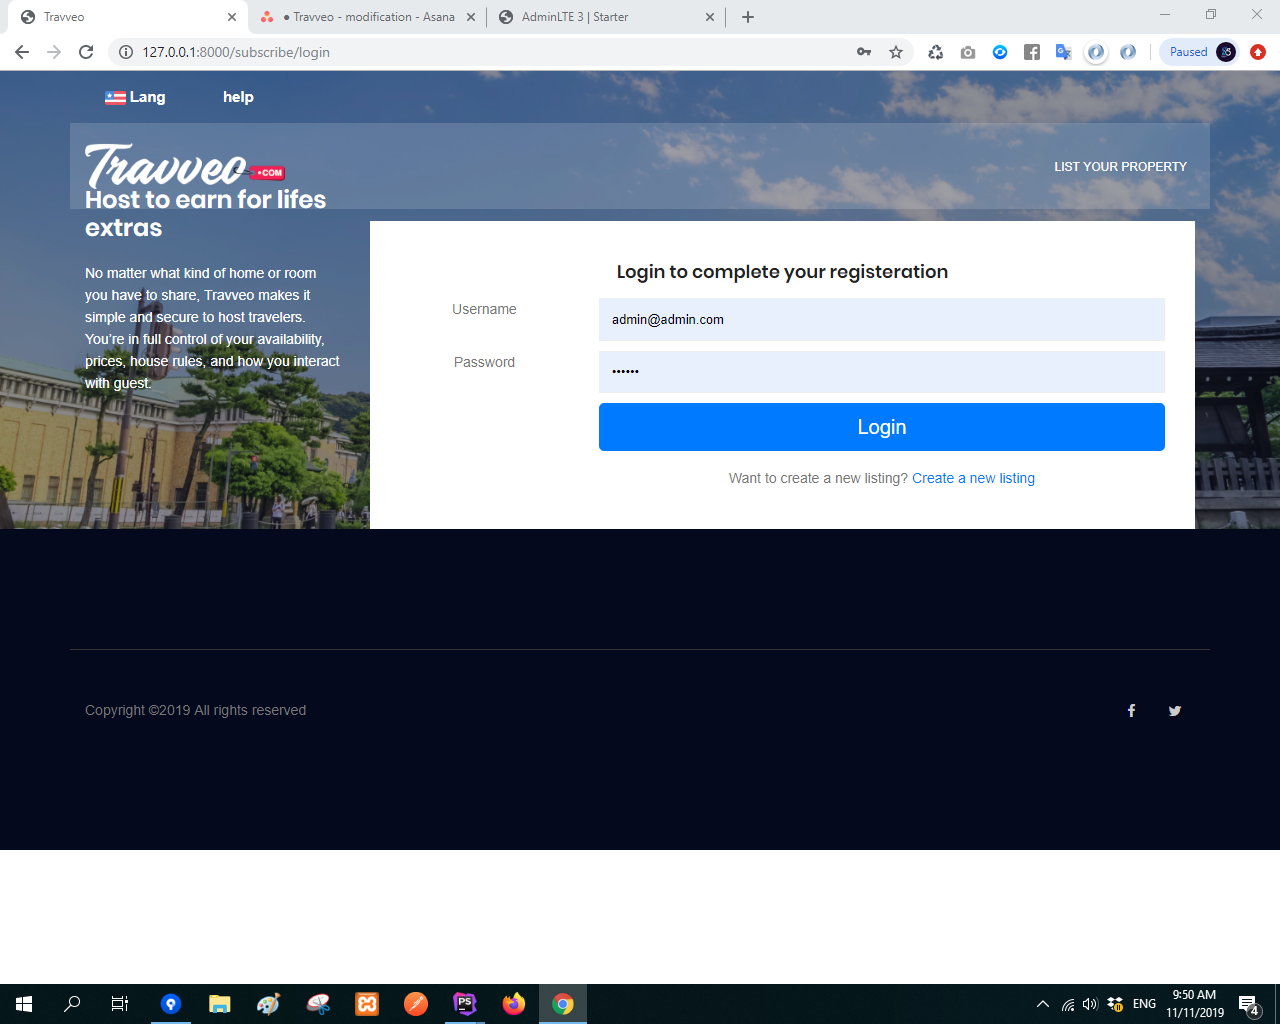 Travveo
● Travveo - modification - Asana
AdminLTE 3 | Starter
127.0.0.1:8000/subscribe/login
Paused
Lang
help
Travveo
.COM
LIST YOUR PROPERTY
Host to earn for lifes
extras
No matter what kind of home or room
you have to share, Travveo makes it
simple and secure to host travelers.
You’re in full control of your availability,
prices, house rules, and how you interact
with guest.
Login to complete your registeration
Username
admin@admin.com
Password
••••••
Login
Want to create a new listing? Create a new listing
Copyright ©2019 All rights reserved
PS
ENG
9:50 AM
11/11/2019
4